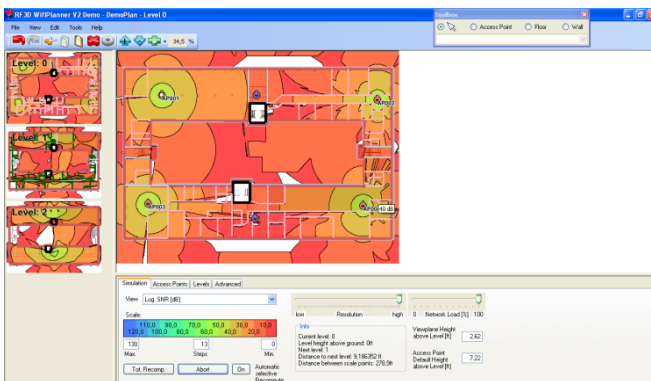 RF3D WifiPlanner V2 Demo - DemoPlan - Level 0
File View Edit Tools Help
34,5 %
Toolbox
Access Point Floor Wall
Level: 0
Level: 1
Level: 2
AP001
AP002
AP003
40 dB
Simulation Access Points Levels Advanced
View Log. SNR [dB]
Scale:
110,0 90,0 70,0 50,0 30,0 10,0
120,0 100,0 80,0 60,0 40,0 20,0
130 13 0
Max. Steps Min.
Tot. Recomp. Abort On Automatic selective Recompute
low Resolution high
0 Network Load [%] 100
Info
Current level: 0
Level height above ground: 0ft
Next level: 1
Distance to next level: 9,186352 ft
Distance between scale points: 278,9ft
Viewplane Height above Level [ft] 2,62
Access Point Default Height above Level [ft] 7,22